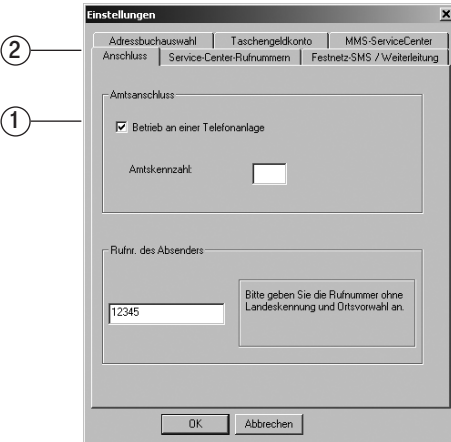 Einstellungen
Adressbuchauswahl Taschengeldkonto MMS-ServiceCenter
2 Anschluss Service-Center-Rufnummern Festnetz-SMS / Weiterleitung
Amtsanschluss
1
Betrieb an einer Telefonanlage
Amtskennzahl:
Rufnr. des Absenders
Bitte geben Sie die Rufnummer ohne
Landeskennung und Ortsvorwahl an.
12345
OK Abbrechen